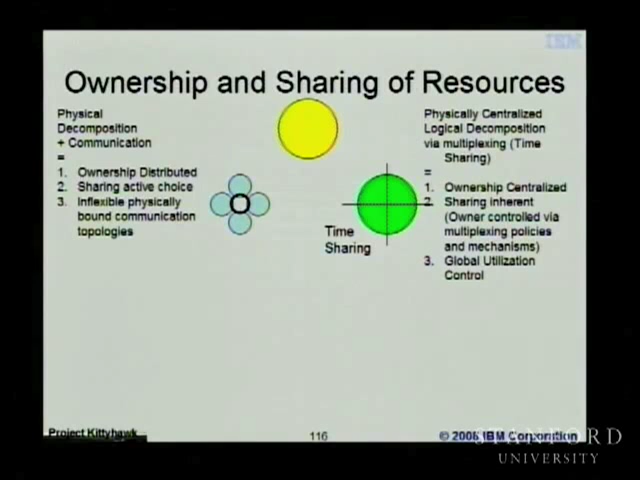 IBM
Ownership and Sharing of Resources
Physical
Decomposition
+ Communication
=
1. Ownership Distributed
2. Sharing active choice
3. Inflexible physically
bound communication
topologies
Time
Sharing
Physically Centralized
Logical Decomposition
via multiplexing (Time
Sharing)
=
1. Ownership Centralized
2. Sharing inherent
(Owner controlled via
multiplexing policies
and mechanisms)
3. Global Utilization
Control
Project Kittyhawk
116
© 2008 IBM Corporation
STANFORD
UNIVERSITY